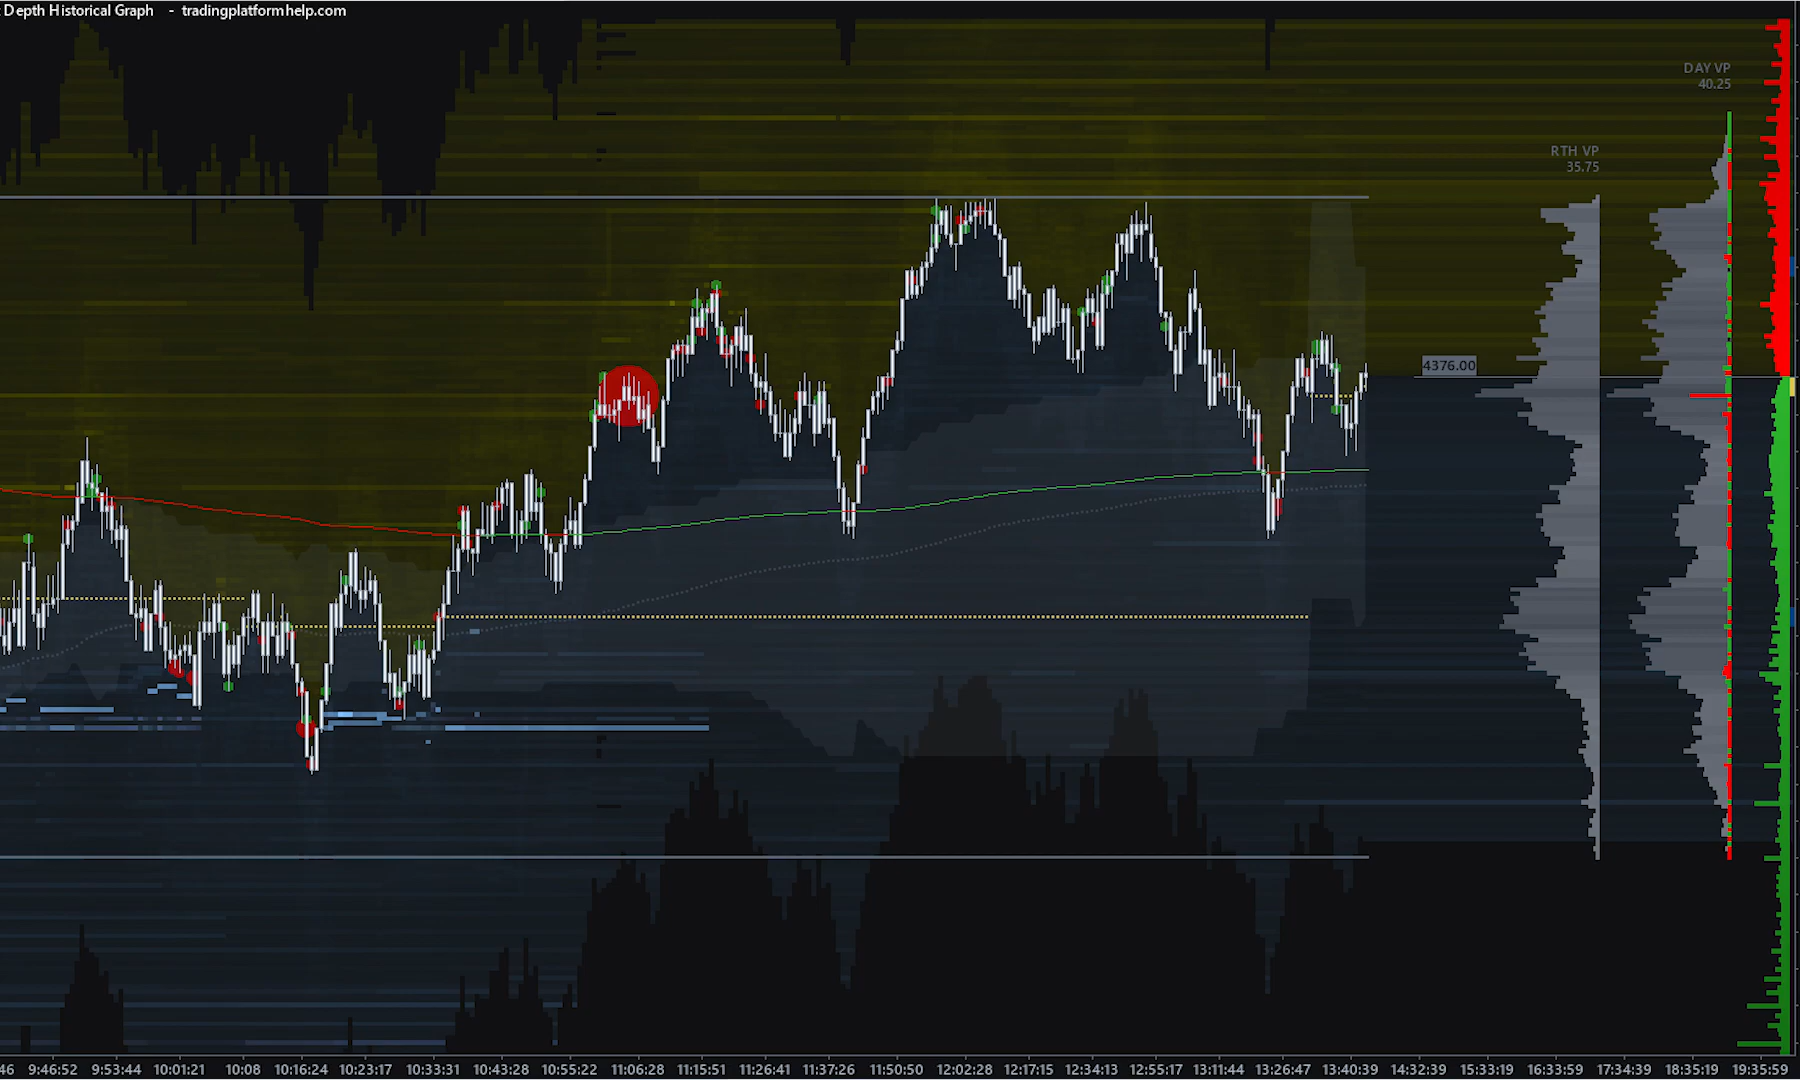 Depth Historical Graph - tradingplatformhelp.com
DAY VP
40.25
RTH VP
35.75
4376.00
46 9:46:52 9:53:44 10:01:21 10:08 10:16:24 10:23:17 10:33:31 10:43:28 10:55:22 11:06:28 11:15:51 11:26:41 11:37:26 11:50:50 12:02:28 12:17:15 12:34:13 12:55:17 13:11:44 13:26:47 13:40:39 14:32:39 15:33:19 16:33:59 17:34:39 18:35:19 19:35:59